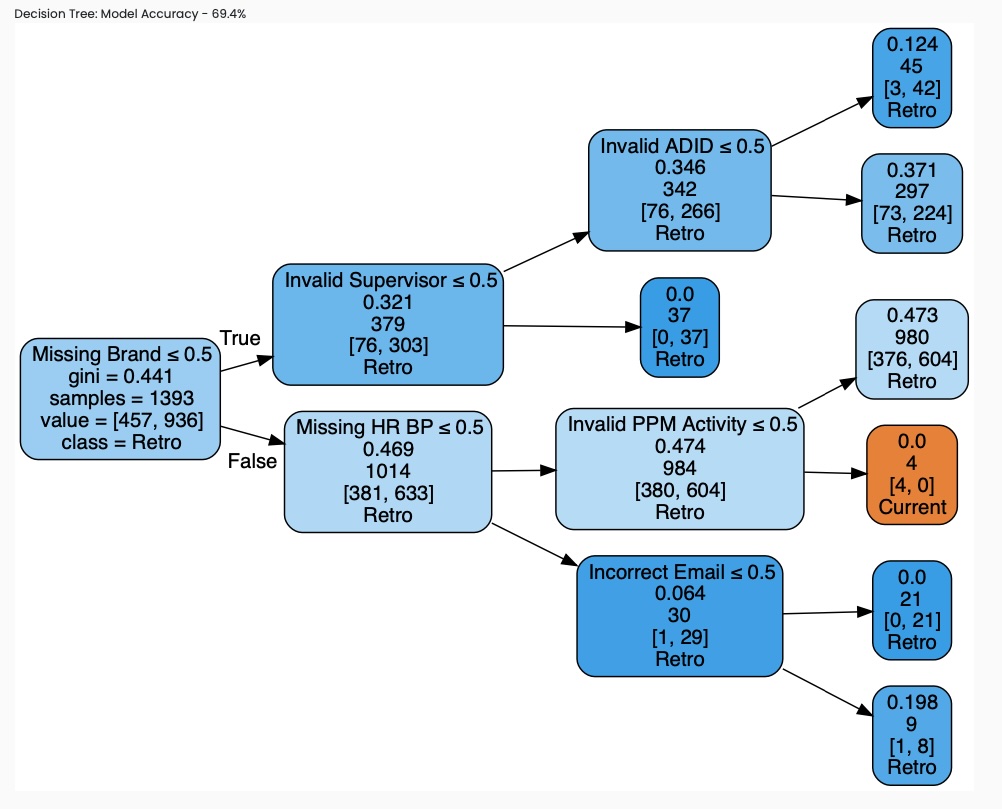 Decision Tree: Model Accuracy - 69.4%
Missing Brand ≤ 0.5
gini = 0.441
samples = 1393
value = [457, 936]
class = Retro
True
False
Invalid Supervisor ≤ 0.5
0.321
379
[76, 303]
Retro
Missing HR BP ≤ 0.5
0.469
1014
[381, 633]
Retro
Invalid ADID ≤ 0.5
0.346
342
[76, 266]
Retro
0.0
37
[0, 37]
Retro
Invalid PPM Activity ≤ 0.5
0.474
984
[380, 604]
Retro
Incorrect Email ≤ 0.5
0.064
30
[1, 29]
Retro
0.124
45
[3, 42]
Retro
0.371
297
[73, 224]
Retro
0.473
980
[376, 604]
Retro
0.0
4
[4, 0]
Current
0.0
21
[0, 21]
Retro
0.198
9
[1, 8]
Retro